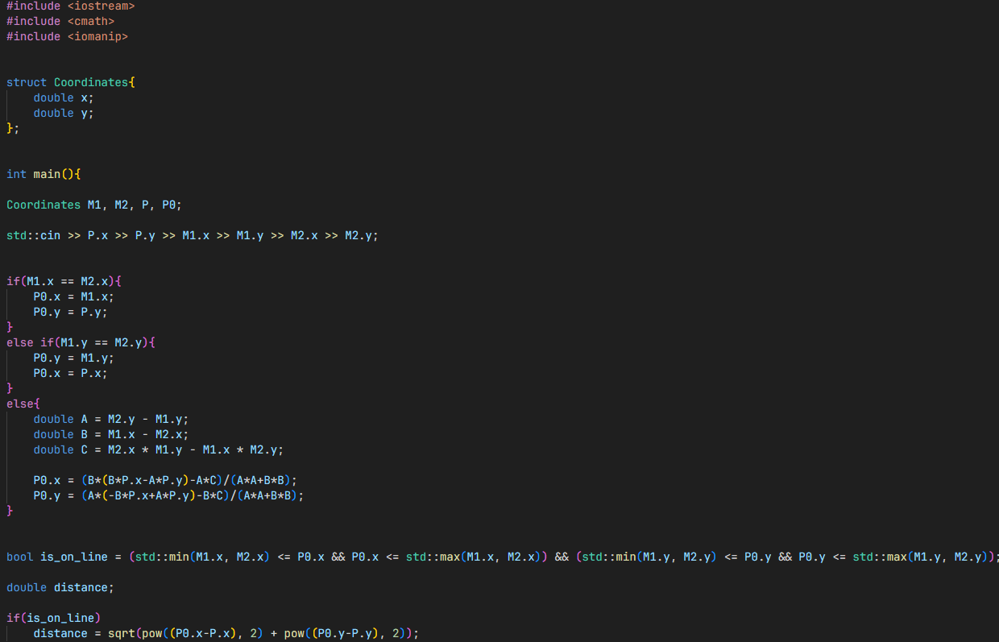 #include <iostream>
#include <cmath>
#include <iomanip>
struct Coordinates{
    double x;
    double y;
};
int main(){
Coordinates M1, M2, P, P0;
std::cin >> P.x >> P.y >> M1.x >> M1.y >> M2.x >> M2.y;
if(M1.x == M2.x){
    P0.x = M1.x;
    P0.y = P.y;
}
else if(M1.y == M2.y){
    P0.y = M1.y;
    P0.x = P.x;
}
else{
    double A = M2.y - M1.y;
    double B = M1.x - M2.x;
    double C = M2.x * M1.y - M1.x * M2.y;
    P0.x = (B*(B*P.x-A*P.y)-A*C)/(A*A+B*B);
    P0.y = (A*(-B*P.x+A*P.y)-B*C)/(A*A+B*B);
}
bool is_on_line = (std::min(M1.x, M2.x) <= P0.x && P0.x <= std::max(M1.x, M2.x)) && (std::min(M1.y, M2.y) <= P0.y && P0.y <= std::max(M1.y, M2.y));
double distance;
if(is_on_line)
    distance = sqrt(pow((P0.x-P.x), 2) + pow((P0.y-P.y), 2));